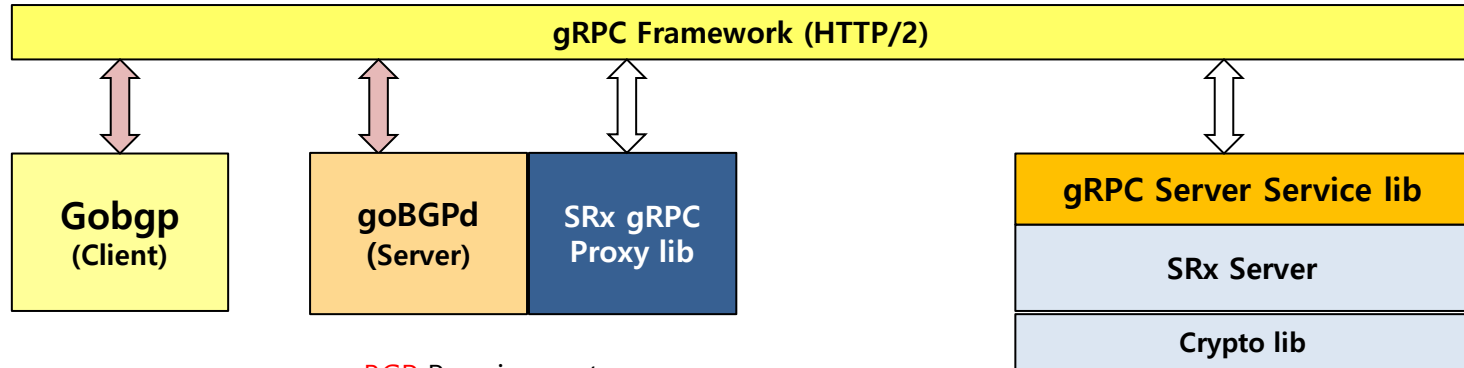 gRPC Framework (HTTP/2)
Gobgp
(Client)
goBGPd
(Server)
SRx gRPC
Proxy lib
gRPC Server Service lib
SRx Server
Crypto lib